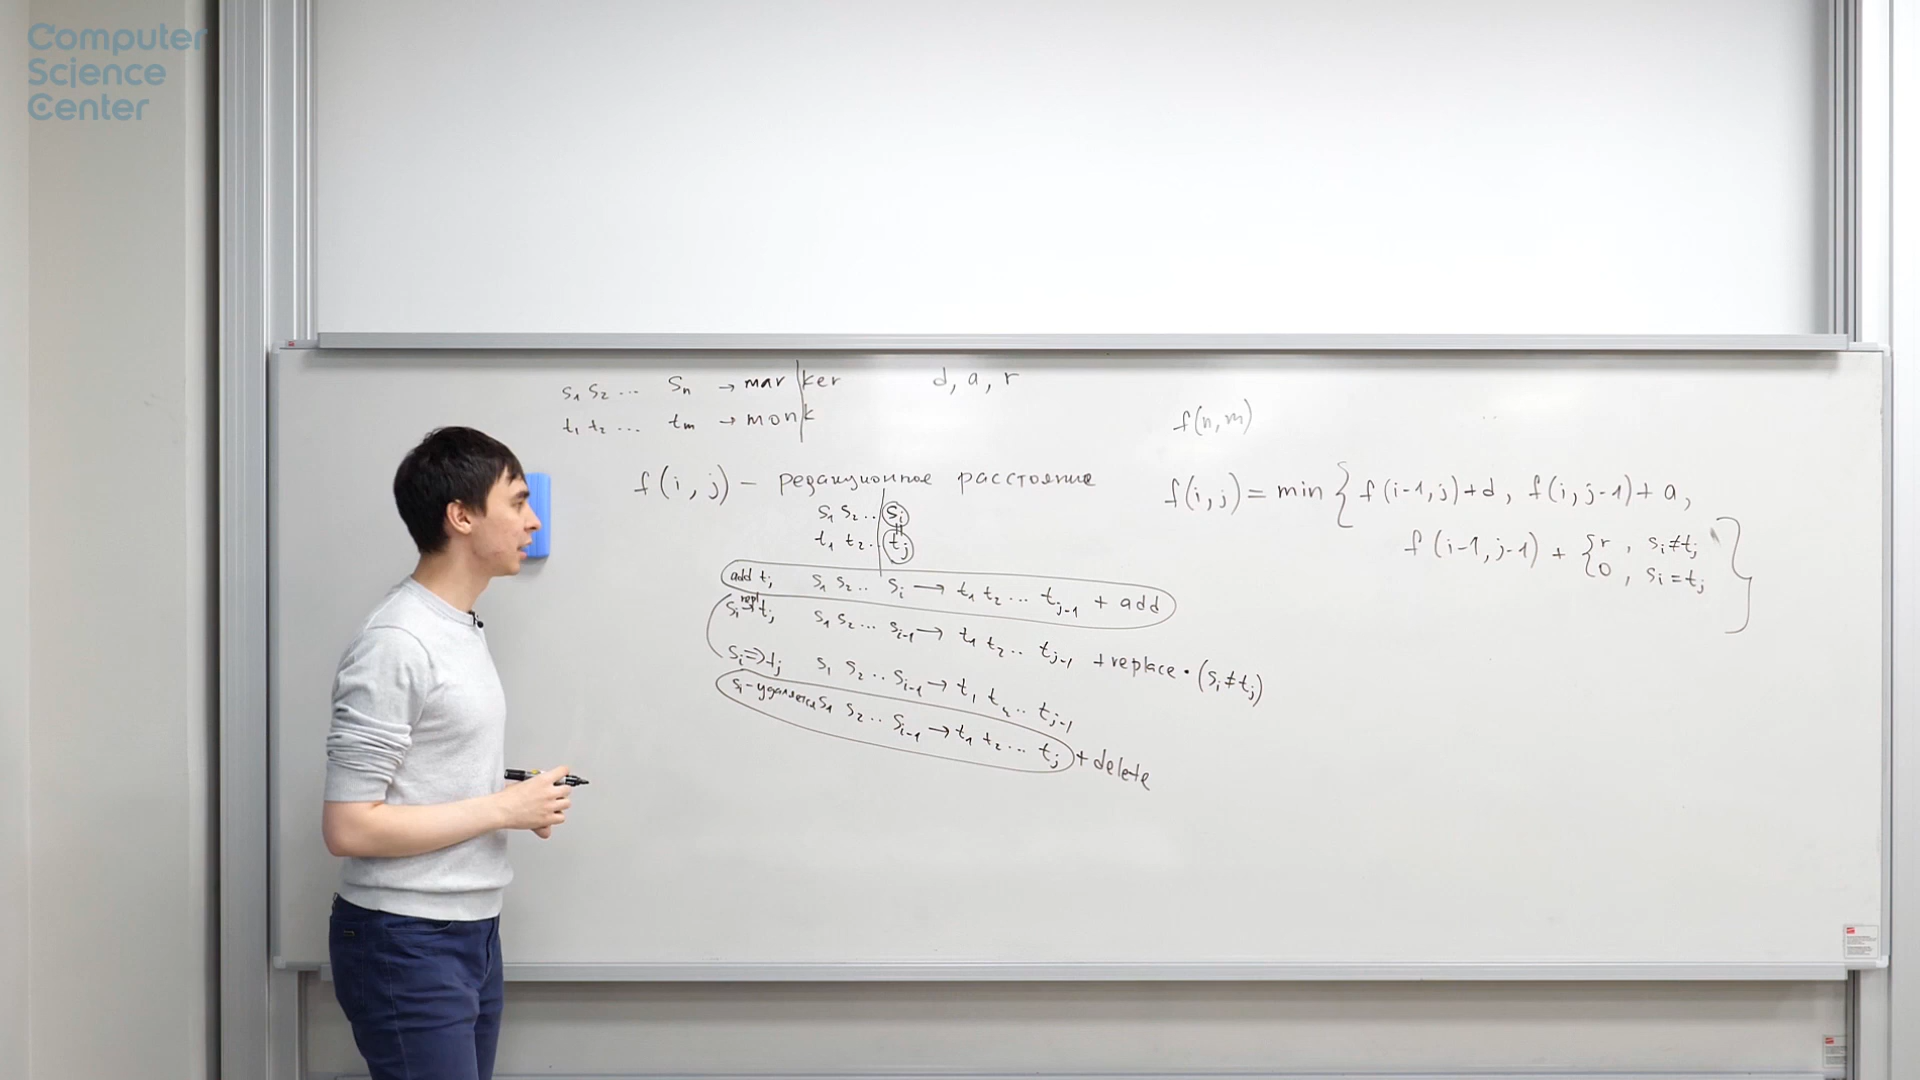 Computer
Science
Center
s₁ s₂ ... sₙ → mar|ker
d, a, r
t₁ t₂ ... tₘ → mon|k
f(n,m)
f(i,j) – редакционное расстояние
s₁ s₂ .. sᵢ
t₁ t₂ .. tⱼ
add tⱼ s₁ s₂ .. sᵢ → t₁ t₂ ... tⱼ₋₁ + add
repl
sᵢ → tⱼ s₁ s₂ ... sᵢ₋₁ → t₁ t₂ .. tⱼ₋₁ + replace · (sᵢ ≠ tⱼ)
sᵢ ⇒ tⱼ s₁ s₂ .. sᵢ₋₁ → t₁ t₂ .. tⱼ₋₁
sᵢ - удаляется s₁ s₂ .. sᵢ₋₁ → t₁ t₂ ... tⱼ + delete
f(i,j) = min { f(i-1,j)+d, f(i,j-1)+a,
f(i-1,j-1) + { r, sᵢ≠tⱼ
0, sᵢ=tⱼ }